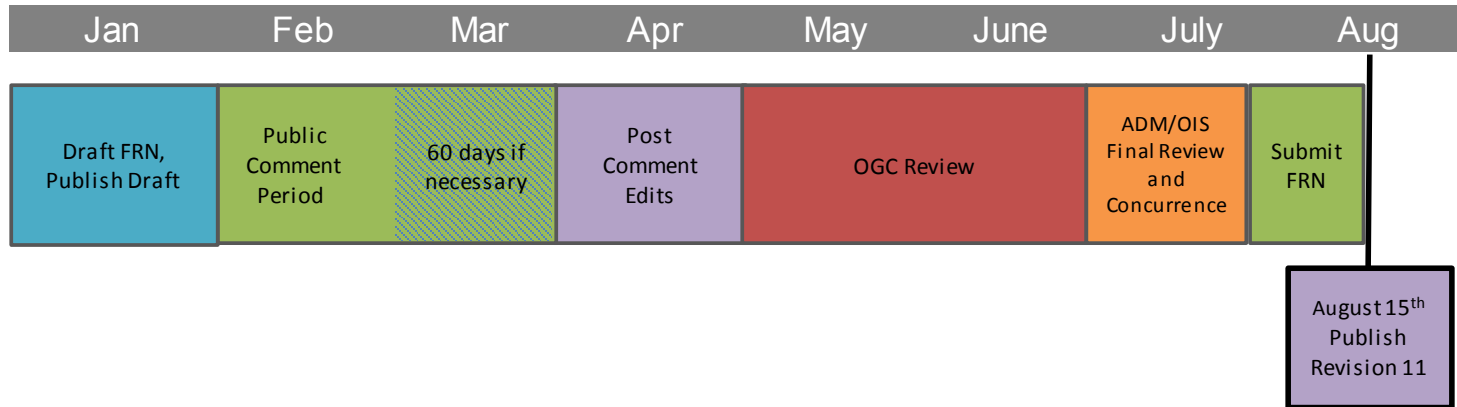 Jan Feb Mar Apr May June July Aug
Draft FRN,
Publish Draft
Public
Comment
Period
60 days if
necessary
Post
Comment
Edits
OGC Review
ADM/OIS
Final Review
and
Concurrence
Submit
FRN
August 15th
Publish
Revision 11